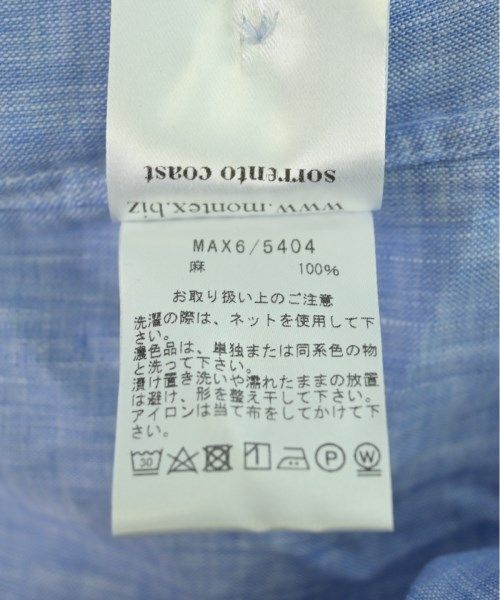 sorrento coast
www.montex.biz
MAX6/5404
麻 100%
お取り扱い上のご注意
洗濯の際は、ネットを使用して下
さい。
濃色品は、単独または同系色の物
と洗って下さい。
漬け置き洗いや濡れたままの放置
は避け、形を整え干して下さい。
アイロンは当て布をしてかけて下
さい。
30 P W